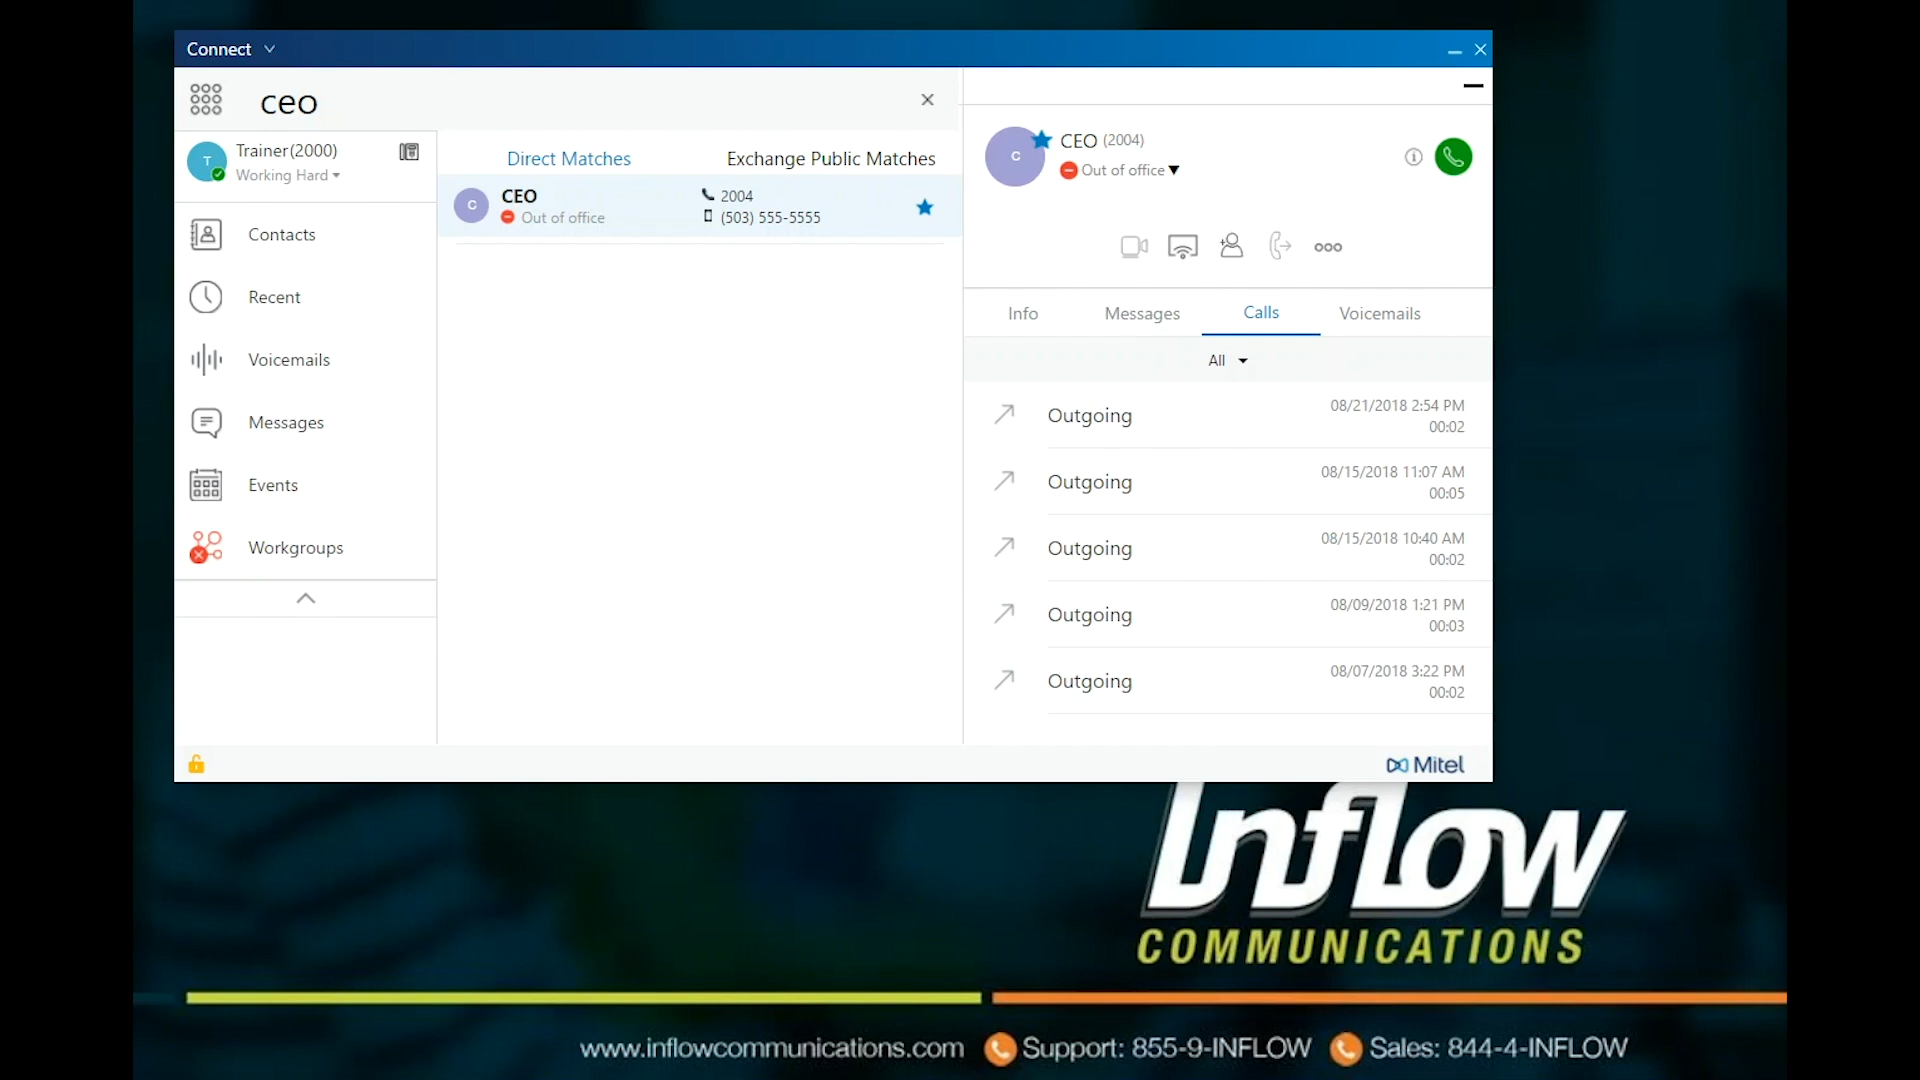 Connect
ceo
T
Trainer(2000)
Working Hard
Contacts
Recent
Voicemails
Messages
Events
Workgroups
Direct Matches
Exchange Public Matches
C
CEO
Out of office
2004
(503) 555-5555
C
CEO (2004)
Out of office
Info
Messages
Calls
Voicemails
All
Outgoing
08/21/2018 2:54 PM
00:02
Outgoing
08/15/2018 11:07 AM
00:05
Outgoing
08/15/2018 10:40 AM
00:02
Outgoing
08/09/2018 1:21 PM
00:03
Outgoing
08/07/2018 3:22 PM
00:02
Mitel
Inflow
COMMUNICATIONS
www.inflowcommunications.com
Support: 855-9-INFLOW
Sales: 844-4-INFLOW